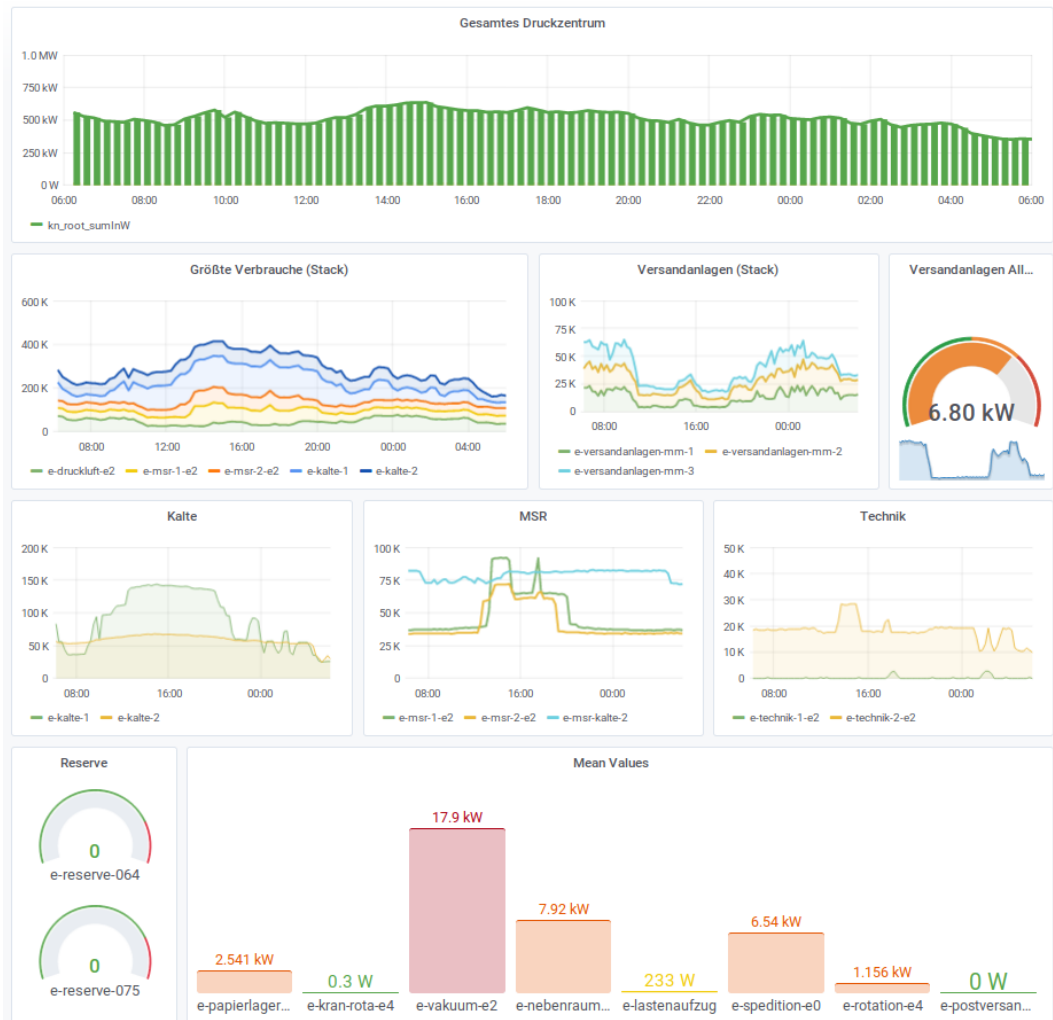 Gesamtes Druckzentrum
1.0 MW
750 kW
500 kW
250 kW
0 W
06:00 08:00 10:00 12:00 14:00 16:00 18:00 20:00 22:00 00:00 02:00 04:00 06:00
kn_root_sumInW
Größte Verbrauche (Stack)
600 K
400 K
200 K
0
08:00 12:00 16:00 20:00 00:00 04:00
e-druckluft-e2 e-msr-1-e2 e-msr-2-e2 e-kalte-1 e-kalte-2
Versandanlagen (Stack)
100 K
75 K
50 K
25 K
0
08:00 16:00 00:00
e-versandanlagen-mm-1 e-versandanlagen-mm-2
e-versandanlagen-mm-3
Versandanlagen All...
6.80 kW
Kalte
200 K
150 K
100 K
50 K
0
08:00 16:00 00:00
e-kalte-1 e-kalte-2
MSR
100 K
75 K
50 K
25 K
0
08:00 16:00 00:00
e-msr-1-e2 e-msr-2-e2 e-msr-kalte-2
Technik
50 K
40 K
30 K
20 K
10 K
0
08:00 16:00 00:00
e-technik-1-e2 e-technik-2-e2
Reserve
0
e-reserve-064
0
e-reserve-075
Mean Values
2.541 kW 0.3 W 17.9 kW 7.92 kW 233 W 6.54 kW 1.156 kW 0 W
e-papierlager... e-kran-rota-e4 e-vakuum-e2 e-nebenraum... e-lastenaufzug e-spedition-e0 e-rotation-e4 e-postversan...